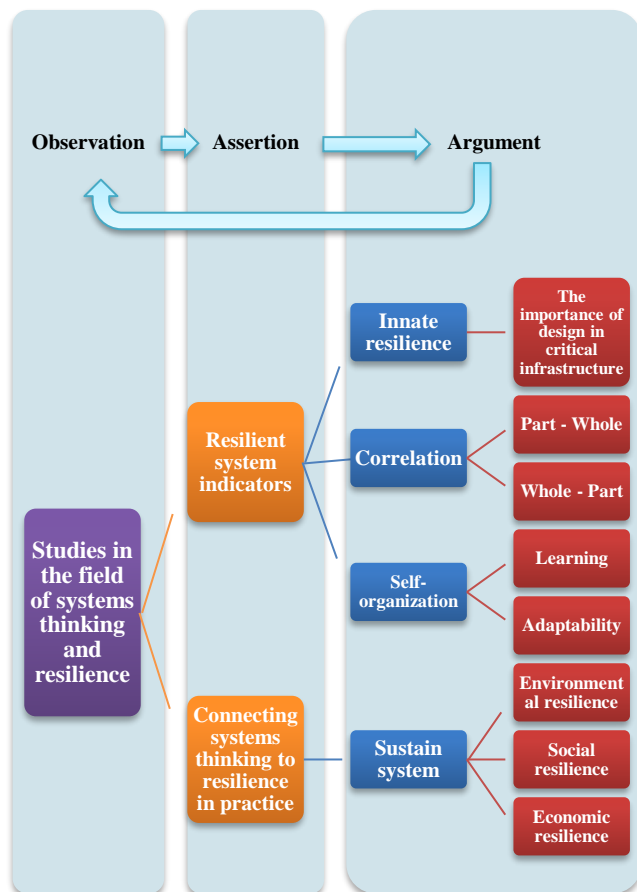 Observation
Assertion
Argument
Studies in
the field
of systems
thinking
and
resilience
Resilient
system
indicators
Connecting
systems
thinking to
resilience
in practice
Innate
resilience
Correlation
Self-
organization
Sustain
system
The
importance of
design in
critical
infrastructure
Part - Whole
Whole - Part
Learning
Adaptability
Environment
al resilience
Social
resilience
Economic
resilience